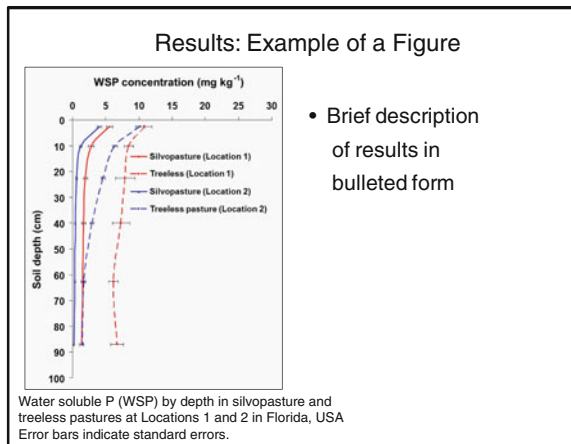 Results: Example of a Figure
WSP concentration (mg kg-1)
0 5 10 15 20 25 30
0
10
20
30
40
50
60
70
80
90
100
Soil depth (cm)
Silvopasture (Location 1)
Treeless (Location 1)
Silvopasture (Location 2)
Treeless pasture (Location 2)
• Brief description
of results in
bulleted form
Water soluble P (WSP) by depth in silvopasture and
treeless pastures at Locations 1 and 2 in Florida, USA
Error bars indicate standard errors.